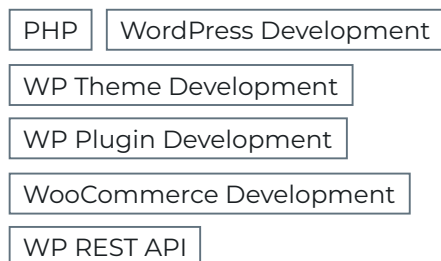 PHP WordPress Development
WP Theme Development
WP Plugin Development
WooCommerce Development
WP REST API